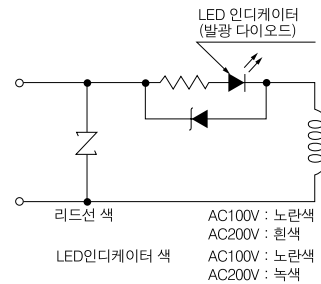 LED 인디케이터
(발광 다이오드)
리드선 색
AC100V : 노란색
AC200V : 흰색
LED인디케이터 색
AC100V : 노란색
AC200V : 녹색